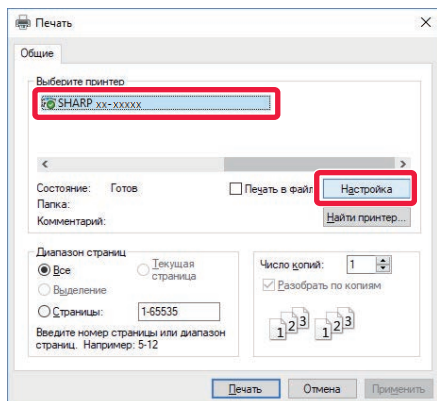 Печать
Общие
Выберите принтер
SHARP xx-xxxxx
Состояние: Готов
Папка:
Комментарий:
Печать в файл
Настройка
Найти принтер...
Диапазон страниц
Все
Текущая
страница
Выделение
Страницы: 1-65535
Введите номер страницы или диапазон
страниц. Например: 5-12
Число копий: 1
Разобрать по копиям
1 2 3 1 2 3
Печать Отмена Применить